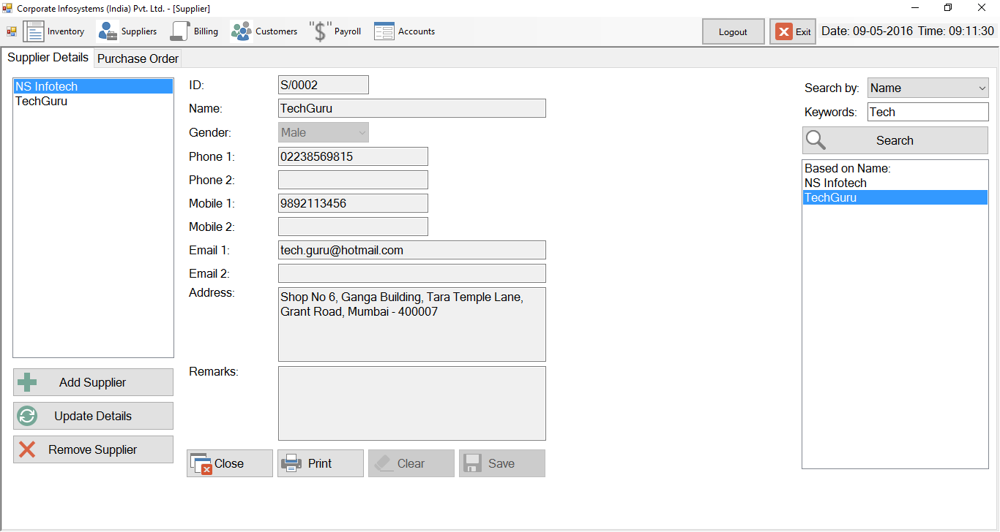 Corporate Infosystems (India) Pvt. Ltd. - [Supplier]
Inventory Suppliers Billing Customers "$" Payroll Accounts Logout Exit Date: 09-05-2016 Time: 09:11:30
Supplier Details Purchase Order
NS Infotech
TechGuru
Add Supplier
Update Details
Remove Supplier
ID: S/0002
Name: TechGuru
Gender: Male
Phone 1: 02238569815
Phone 2:
Mobile 1: 9892113456
Mobile 2:
Email 1: tech.guru@hotmail.com
Email 2:
Address: Shop No 6, Ganga Building, Tara Temple Lane,
Grant Road, Mumbai - 400007
Remarks:
Close Print Clear Save
Search by: Name
Keywords: Tech
Search
Based on Name:
NS Infotech
TechGuru